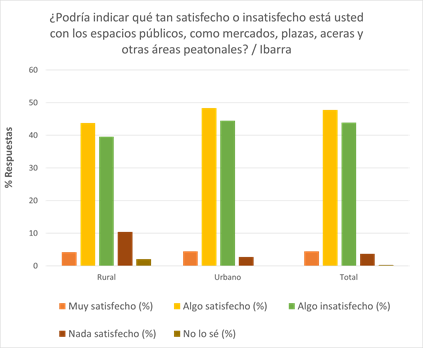 ¿Podría indicar qué tan satisfecho o insatisfecho está usted
con los espacios públicos, como mercados, plazas, aceras y
otras áreas peatonales? / Ibarra
% Respuestas
60
50
40
30
20
10
0
Rural Urbano Total
Muy satisfecho (%) Algo satisfecho (%) Algo insatisfecho (%)
Nada satisfecho (%) No lo sé (%)